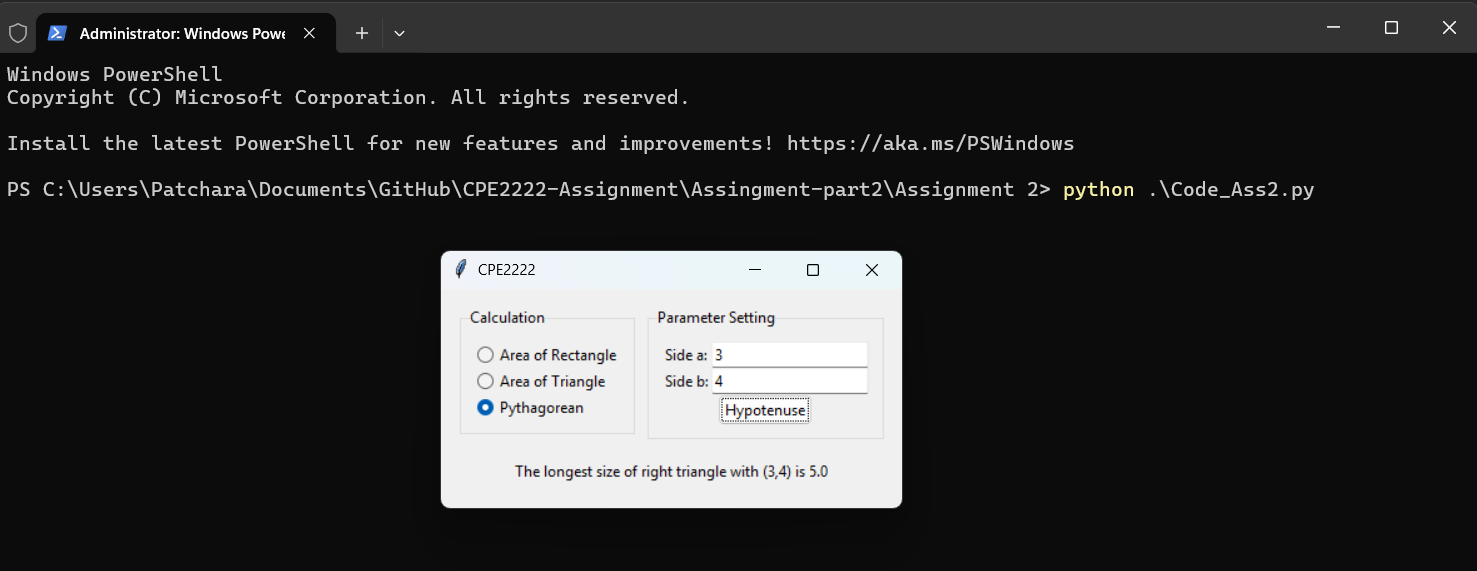 Administrator: Windows Powe
Windows PowerShell
Copyright (C) Microsoft Corporation. All rights reserved.
Install the latest PowerShell for new features and improvements! https://aka.ms/PSWindows
PS C:\Users\Patchara\Documents\GitHub\CPE2222-Assignment\Assingment-part2\Assignment 2> python .\Code_Ass2.py
CPE2222
Calculation
Area of Rectangle
Area of Triangle
Pythagorean
Parameter Setting
Side a: 3
Side b: 4
Hypotenuse
The longest size of right triangle with (3,4) is 5.0